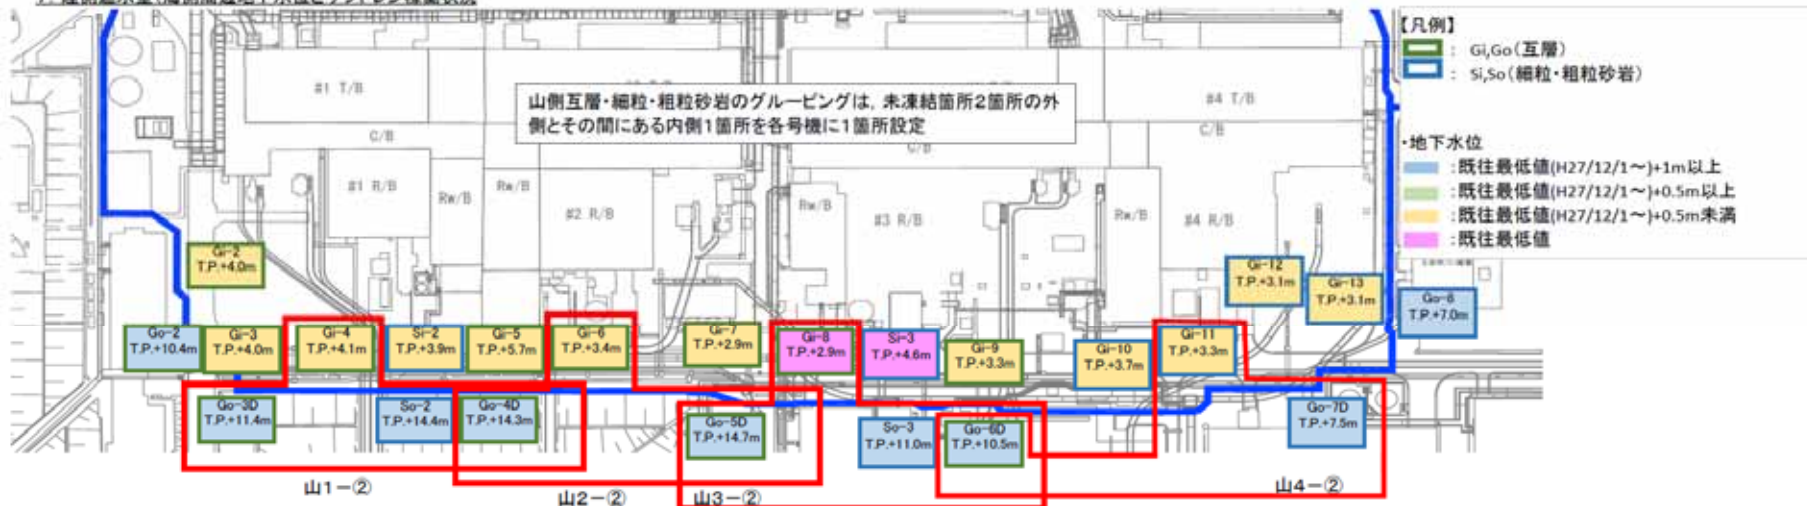 #1 T/B
#4 T/B
山側互層・細粒・粗粒砂岩のグルーピングは，未凍結箇所2箇所の外
側とその間にある内側1箇所を各号機に1箇所設定
C/B
C/B
C/B
#1 R/B
Rw/B
Rw/B
#2 R/B
Rw/B
#3 R/B
Rw/B
#4 R/B
【凡例】
： Gi,Go（互層）
： Si,So（細粒・粗粒砂岩）
・地下水位
：既往最低値(H27/12/1～)+1m以上
：既往最低値(H27/12/1～)+0.5m以上
：既往最低値(H27/12/1～)+0.5m未満
：既往最低値
Gi-2
T.P.+4.0m
Gi-12
T.P.+3.1m
Gi-13
T.P.+3.1m
Go-8
T.P.+7.0m
Go-2
T.P.+10.4m
Gi-3
T.P.+4.0m
Gi-4
T.P.+4.1m
Si-2
T.P.+3.9m
Gi-5
T.P.+5.7m
Gi-6
T.P.+3.4m
Gi-7
T.P.+2.9m
Gi-8
T.P.+2.9m
Si-3
T.P.+4.6m
Gi-9
T.P.+3.3m
Gi-10
T.P.+3.7m
Gi-11
T.P.+3.3m
Go-3D
T.P.+11.4m
So-2
T.P.+14.4m
Go-4D
T.P.+14.3m
Go-5D
T.P.+14.7m
So-3
T.P.+11.0m
Go-6D
T.P.+10.5m
Go-7D
T.P.+7.5m
山1－②
山2－②
山3－②
山4－②